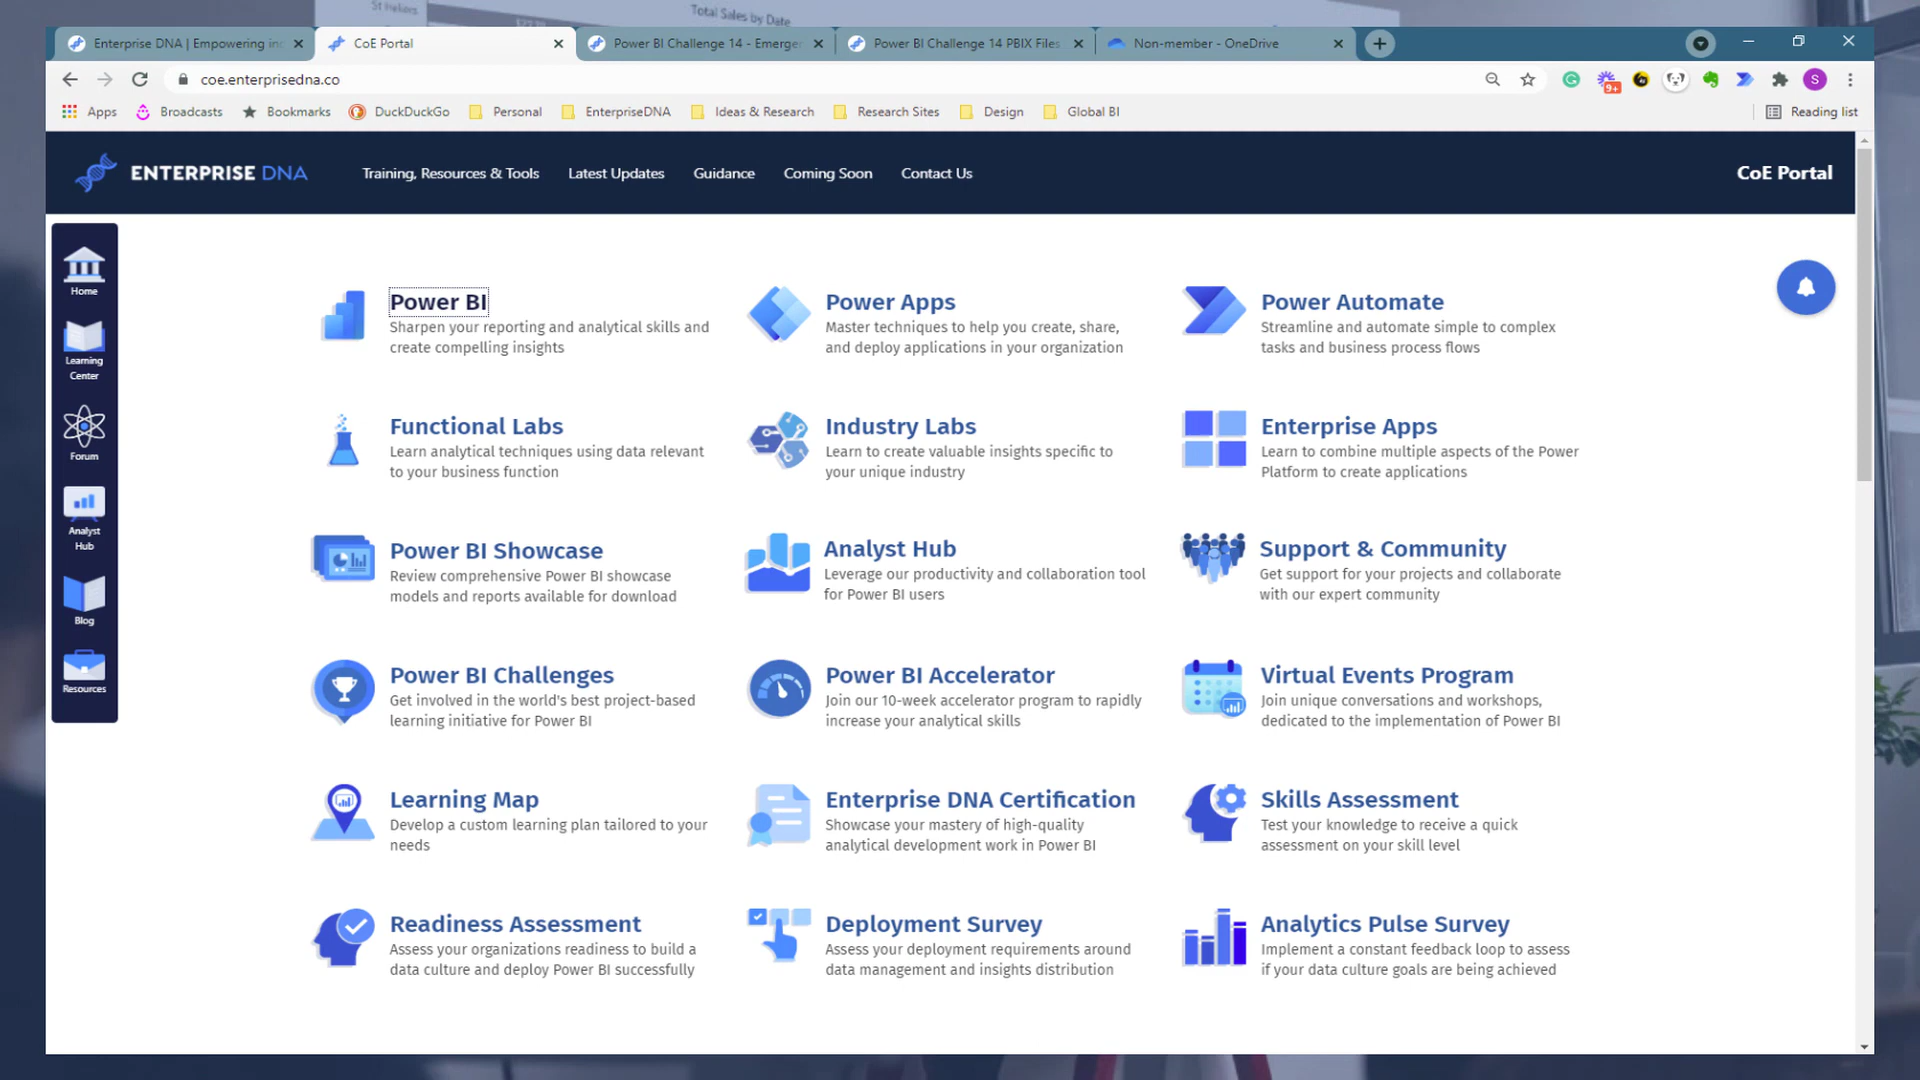 St Heliers
Total Sales by Date
Enterprise DNA | Empowering in
CoE Portal
Power BI Challenge 14 - Emerger
Power BI Challenge 14 PBIX Files
Non-member - OneDrive
coe.enterprisedna.co
9+
S
Apps
Broadcasts
Bookmarks
DuckDuckGo
Personal
EnterpriseDNA
Ideas & Research
Research Sites
Design
Global BI
Reading list
ENTERPRISE DNA
Training, Resources & Tools
Latest Updates
Guidance
Coming Soon
Contact Us
CoE Portal
Home
Learning
Center
Forum
Analyst
Hub
Blog
Resources
Power BI
Sharpen your reporting and analytical skills and
create compelling insights
Power Apps
Master techniques to help you create, share,
and deploy applications in your organization
Power Automate
Streamline and automate simple to complex
tasks and business process flows
Functional Labs
Learn analytical techniques using data relevant
to your business function
Industry Labs
Learn to create valuable insights specific to
your unique industry
Enterprise Apps
Learn to combine multiple aspects of the Power
Platform to create applications
Power BI Showcase
Review comprehensive Power BI showcase
models and reports available for download
Analyst Hub
Leverage our productivity and collaboration tool
for Power BI users
Support & Community
Get support for your projects and collaborate
with our expert community
Power BI Challenges
Get involved in the world's best project-based
learning initiative for Power BI
Power BI Accelerator
Join our 10-week accelerator program to rapidly
increase your analytical skills
Virtual Events Program
Join unique conversations and workshops,
dedicated to the implementation of Power BI
Learning Map
Develop a custom learning plan tailored to your
needs
Enterprise DNA Certification
Showcase your mastery of high-quality
analytical development work in Power BI
Skills Assessment
Test your knowledge to receive a quick
assessment on your skill level
Readiness Assessment
Assess your organizations readiness to build a
data culture and deploy Power BI successfully
Deployment Survey
Assess your deployment requirements around
data management and insights distribution
Analytics Pulse Survey
Implement a constant feedback loop to assess
if your data culture goals are being achieved